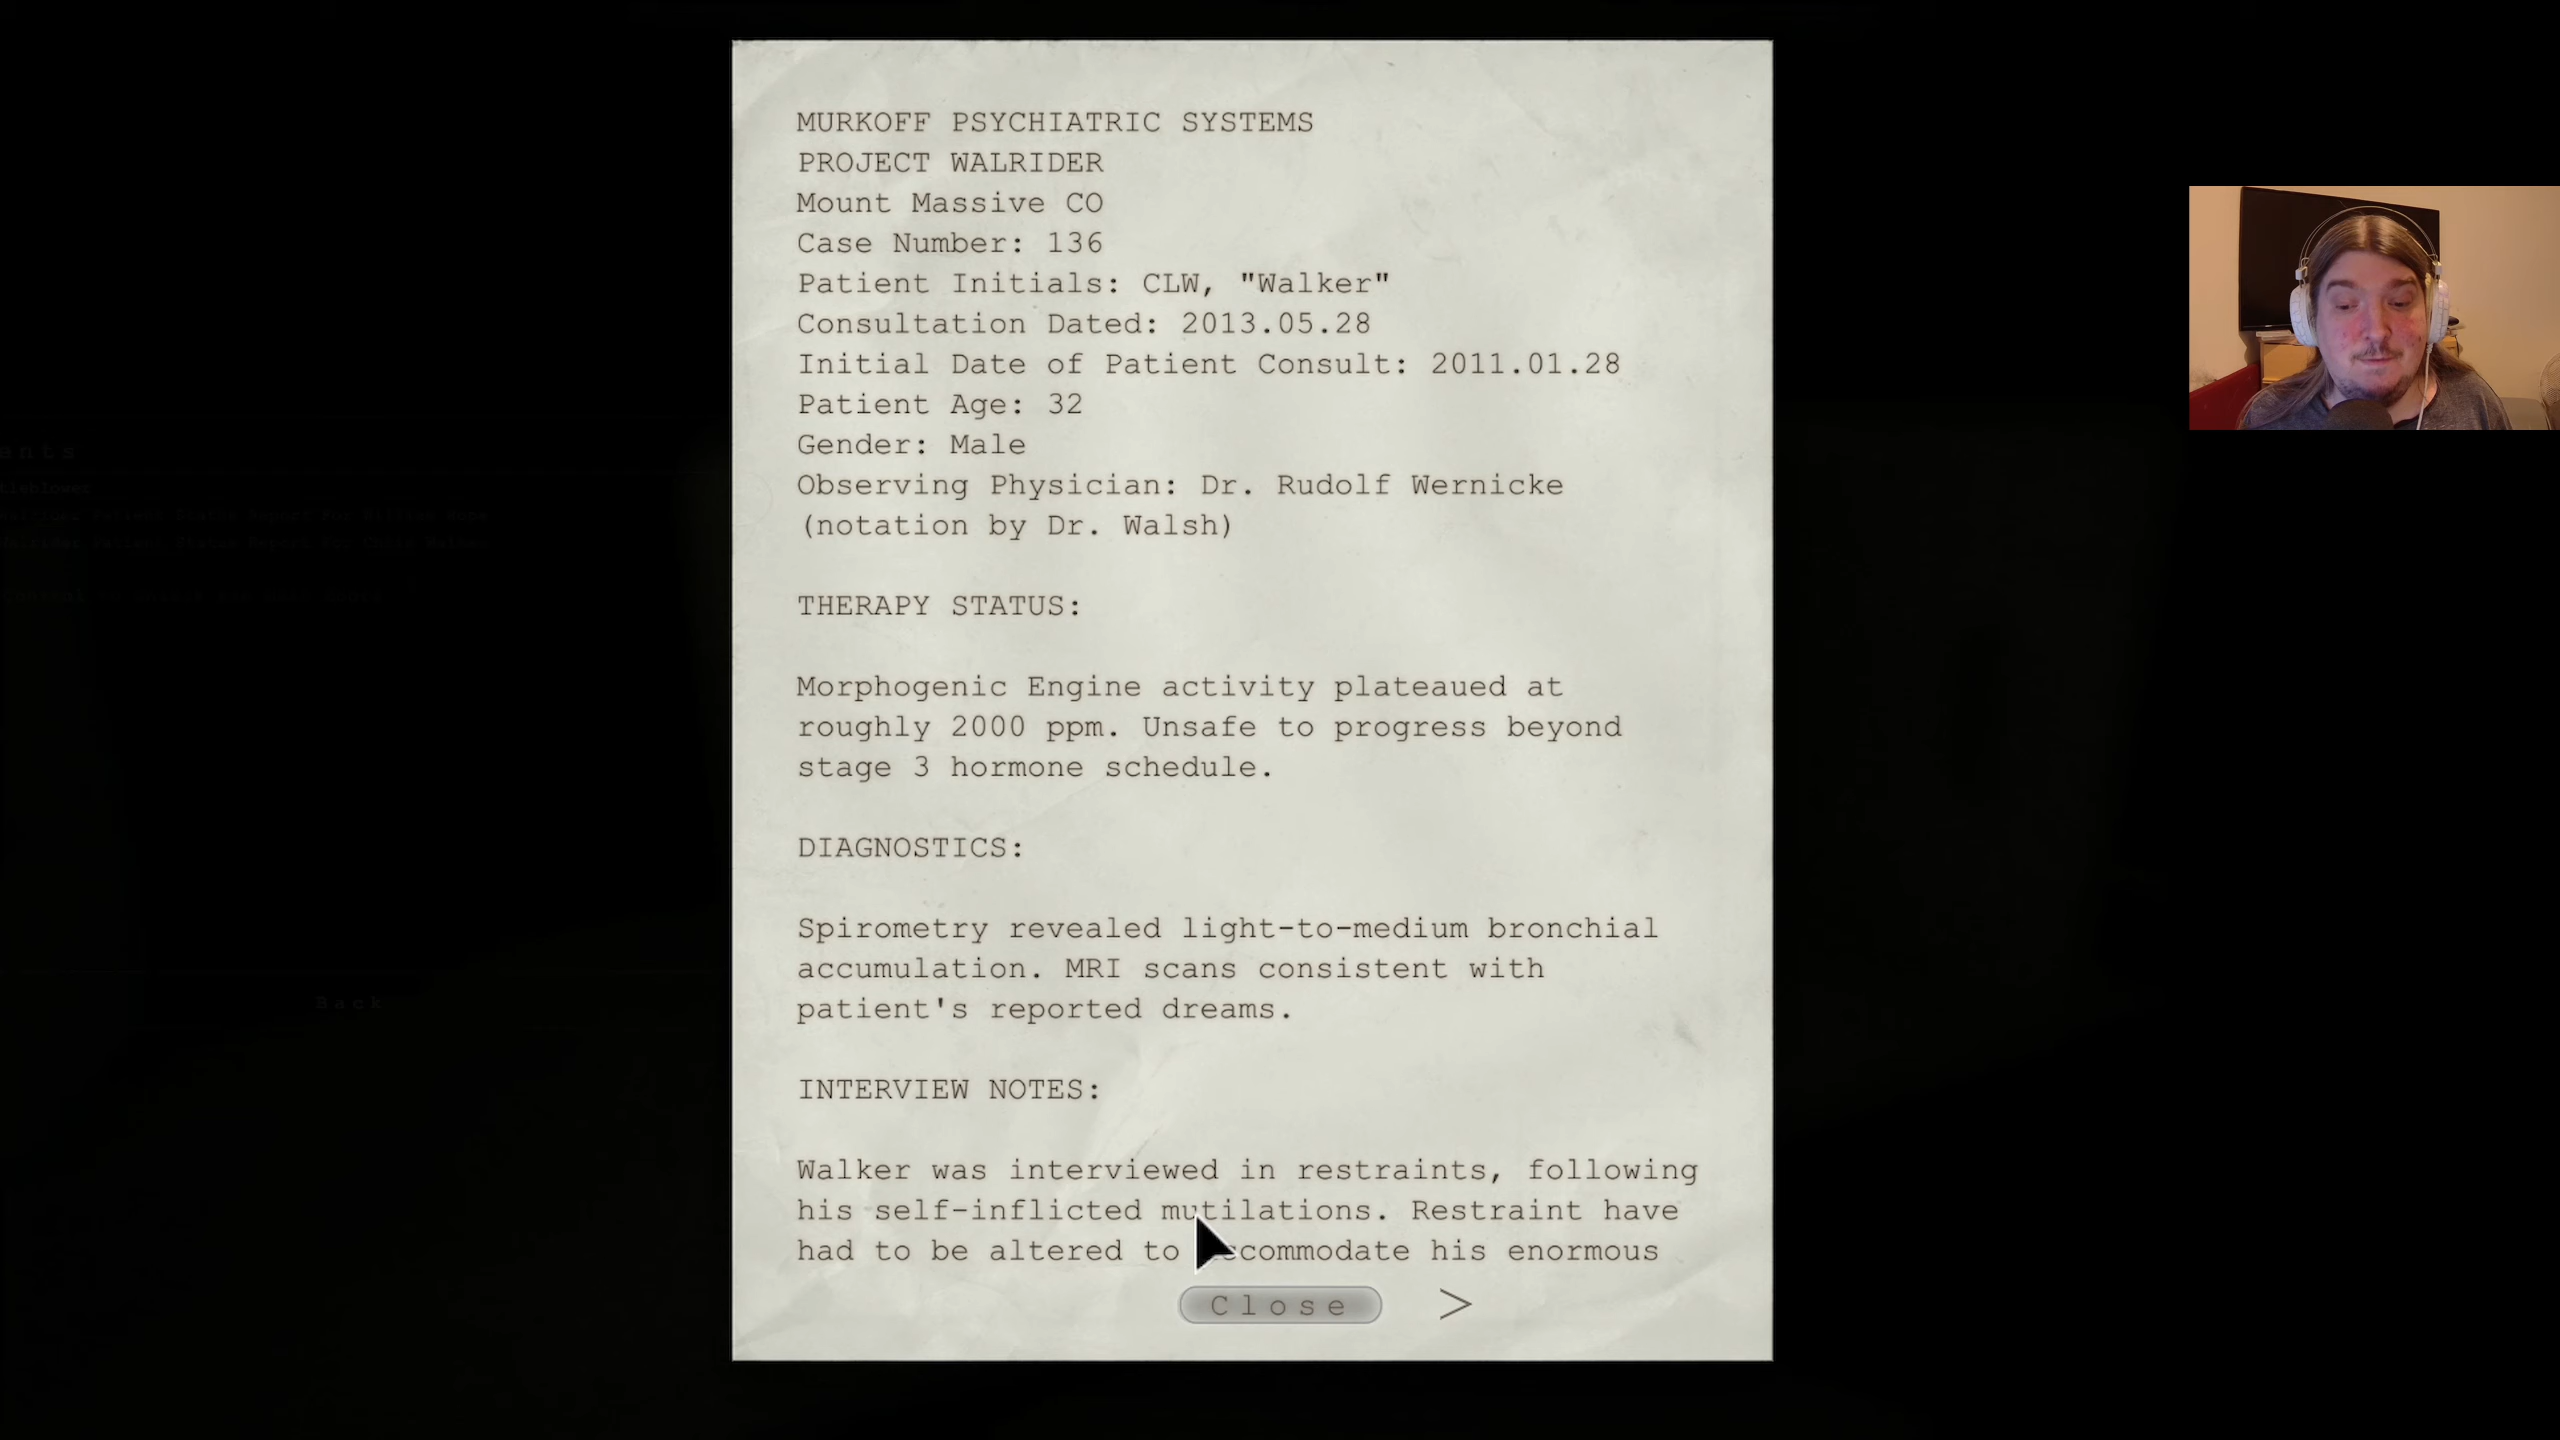 MURKOFF PSYCHIATRIC SYSTEMS
PROJECT WALRIDER
Mount Massive CO
Case Number: 136
Patient Initials: CLW, "Walker"
Consultation Dated: 2013.05.28
Initial Date of Patient Consult: 2011.01.28
Patient Age: 32
Gender: Male
Observing Physician: Dr. Rudolf Wernicke
(notation by Dr. Walsh)
THERAPY STATUS:
Morphogenic Engine activity plateaued at
roughly 2000 ppm. Unsafe to progress beyond
stage 3 hormone schedule.
DIAGNOSTICS:
Spirometry revealed light-to-medium bronchial
accumulation. MRI scans consistent with
patient's reported dreams.
INTERVIEW NOTES:
Walker was interviewed in restraints, following
his self-inflicted mutilations. Restraint have
had to be altered to accommodate his enormous
Close >
ents
Back